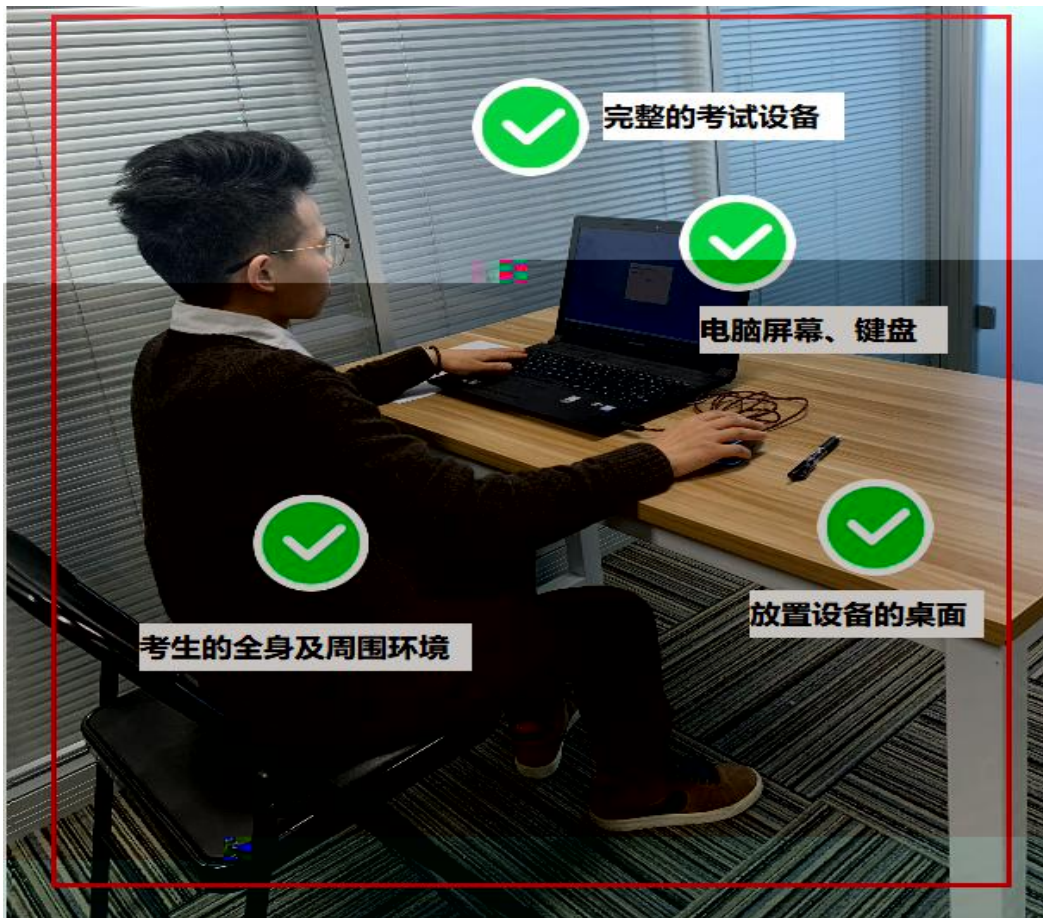 完整的考试设备
电脑屏幕、键盘
放置设备的桌面
考生的全身及周围环境